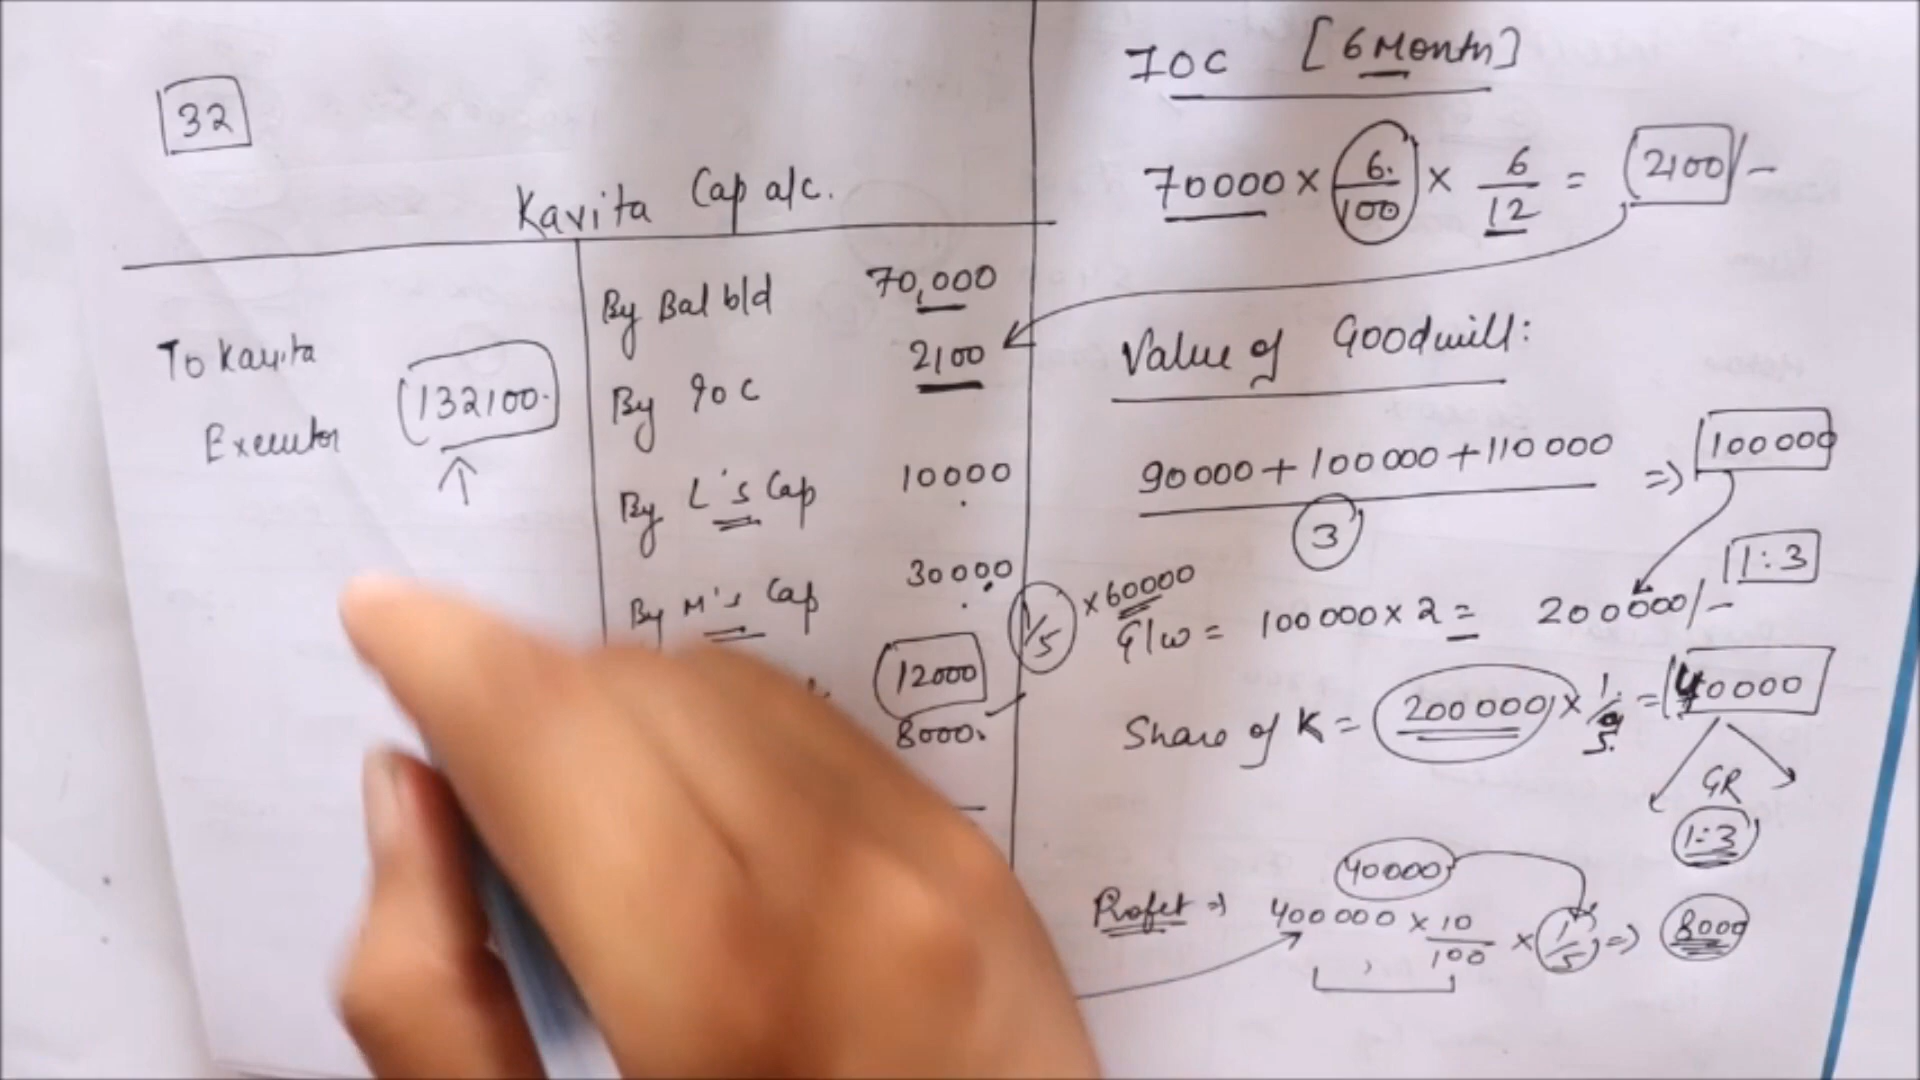 32
Kavita Cap a/c.
To Kavita
Executor 132100.
By Bal b/d 70,000
By IOC 2100
By L's Cap 10000
By M's Cap 30000
12000
8000.
1/5 × 60000
IOC [6 Month]
70000 × 6/100 × 6/12 = 2100/-
Value of Goodwill:
90000 + 100000 + 110000 => 100000
3
1:3
G/w = 100000 × 2 = 200000/-
Share of K = 200000 × 1/5 = 40000
GR
1:3
40000
Profit => 400000 × 10/100 × 1/5 => 8000